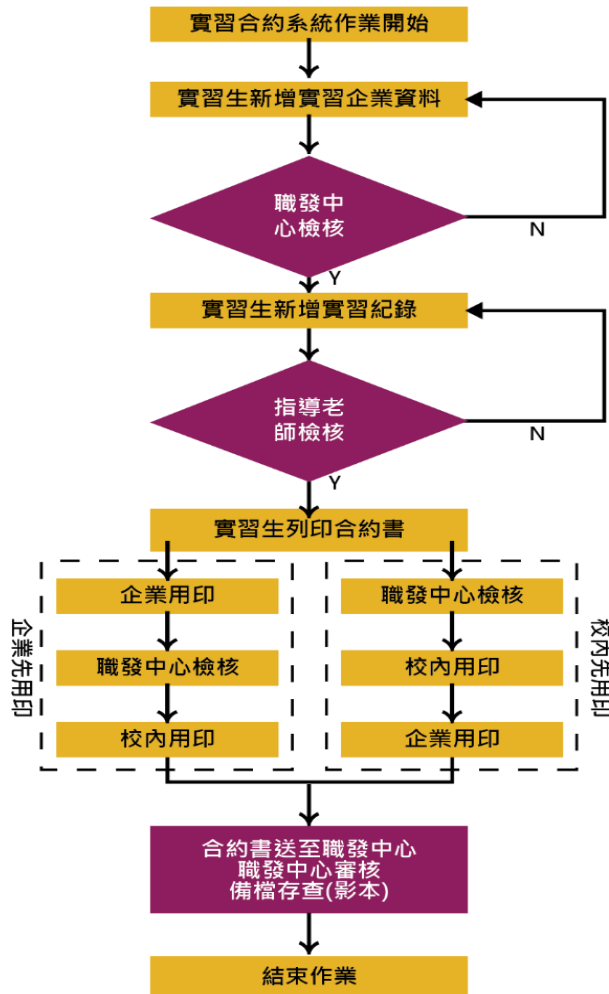 實習合約系統作業開始
實習生新增實習企業資料
職發中
心檢核
N
Y
實習生新增實習紀錄
指導老
師檢核
N
Y
實習生列印合約書
企業先用印
企業用印
職發中心檢核
校內用印
職發中心檢核
校內用印
企業用印
校內先用印
合約書送至職發中心
職發中心審核
備檔存查(影本)
結束作業